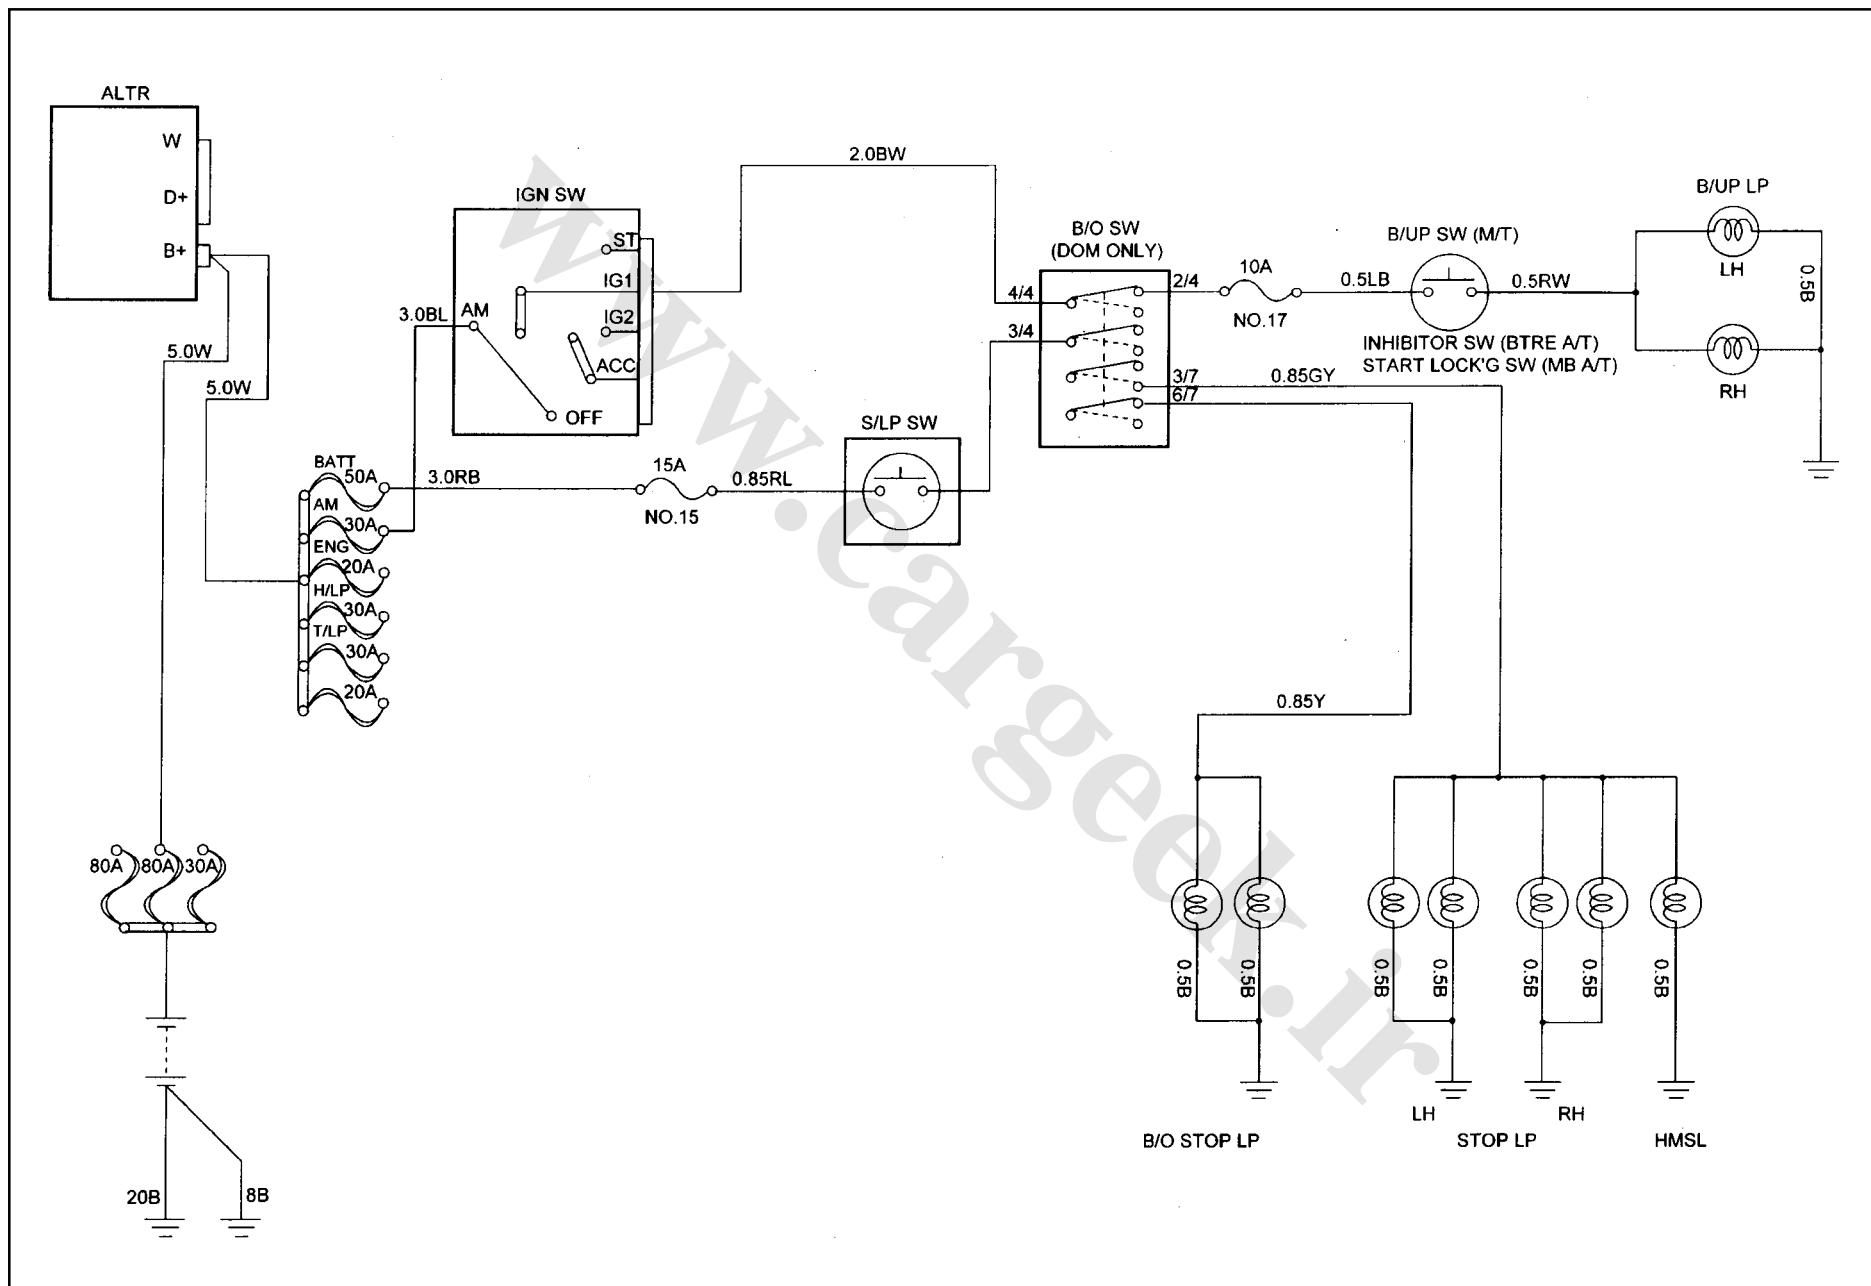 ALTR
W
D+
B+
5.0W
5.0W
IGN SW
ST
IG1
IG2
ACC
AM
OFF
3.0BL
2.0BW
B/O SW
(DOM ONLY)
4/4
3/4
2/4
3/7
6/7
10A
NO.17
0.5LB
B/UP SW (M/T)
INHIBITOR SW (BTRE A/T)
START LOCK'G SW (MB A/T)
0.5RW
B/UP LP
LH
RH
0.5B
0.85GY
S/LP SW
BATT
50A
AM
30A
ENG
20A
H/LP
30A
T/LP
30A
20A
3.0RB
15A
NO.15
0.85RL
0.85Y
80A
80A
30A
20B
8B
0.5B
0.5B
0.5B
0.5B
0.5B
0.5B
0.5B
LH
RH
B/O STOP LP
STOP LP
HMSL
www.cargeek.ir